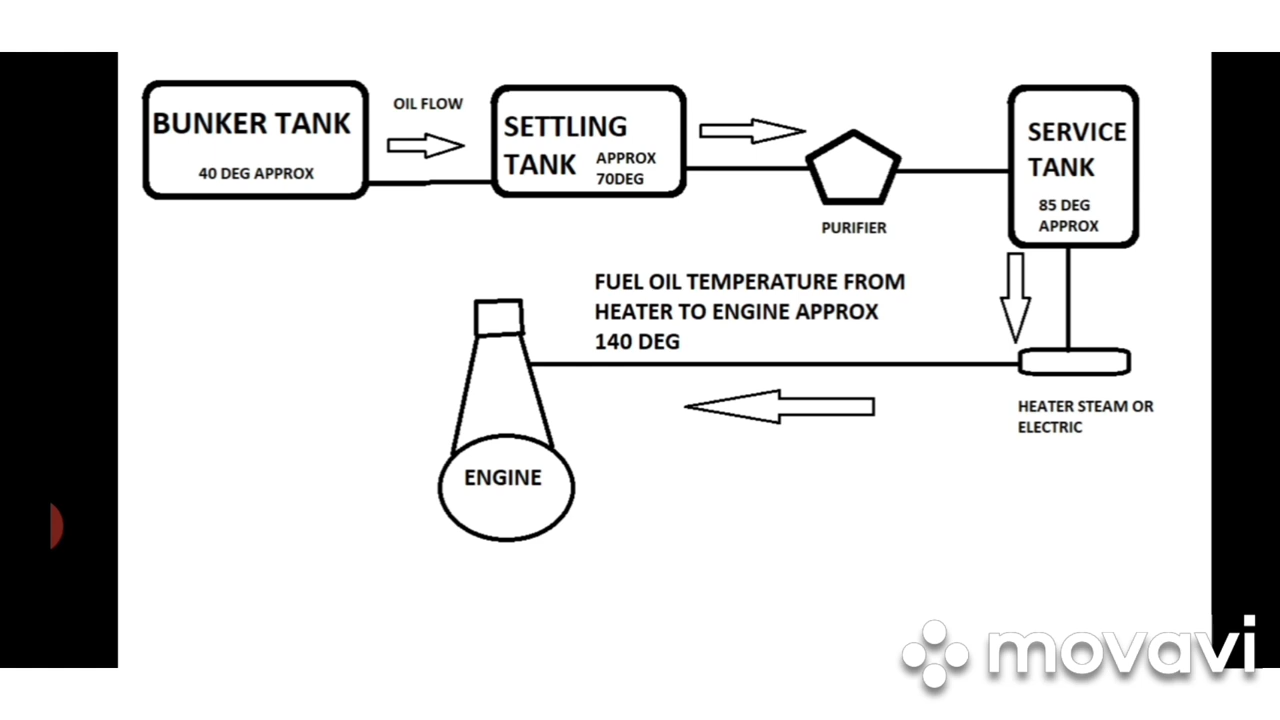 BUNKER TANK
40 DEG APPROX
OIL FLOW
SETTLING
TANK APPROX
70DEG
PURIFIER
SERVICE
TANK
85 DEG
APPROX
FUEL OIL TEMPERATURE FROM
HEATER TO ENGINE APPROX
140 DEG
HEATER STEAM OR
ELECTRIC
ENGINE
movavi